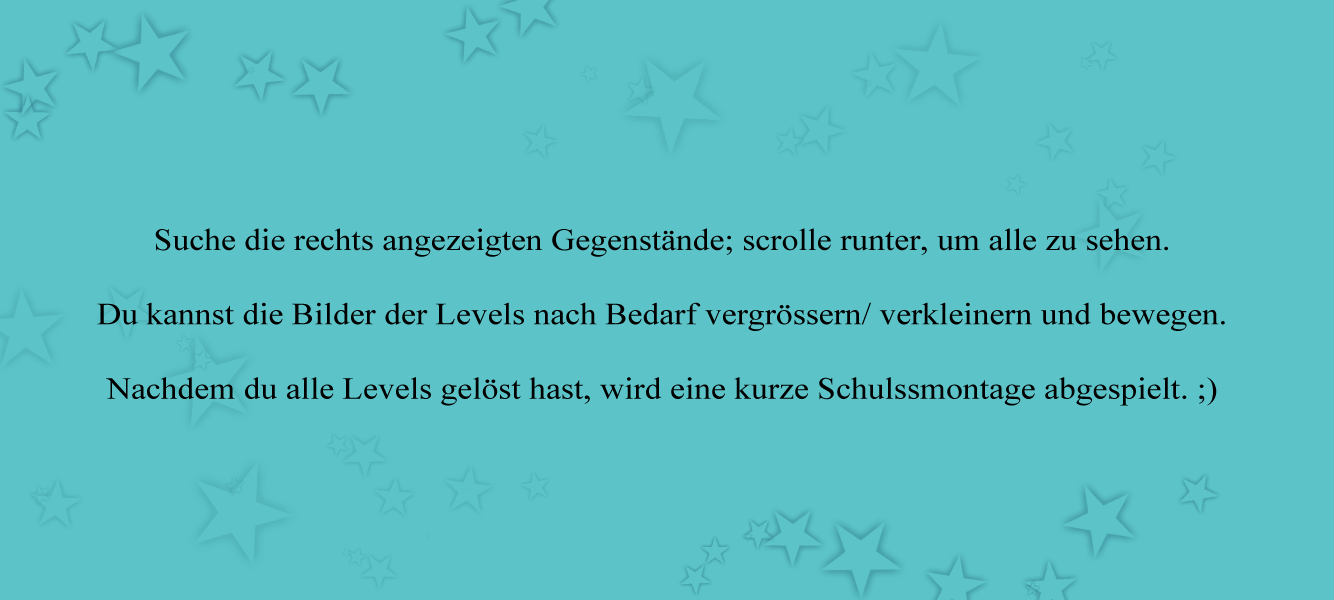 Suche die rechts angezeigten Gegenstände; scrolle runter, um alle zu sehen.
Du kannst die Bilder der Levels nach Bedarf vergrössern/ verkleinern und bewegen.
Nachdem du alle Levels gelöst hast, wird eine kurze Schulssmontage abgespielt. ;)